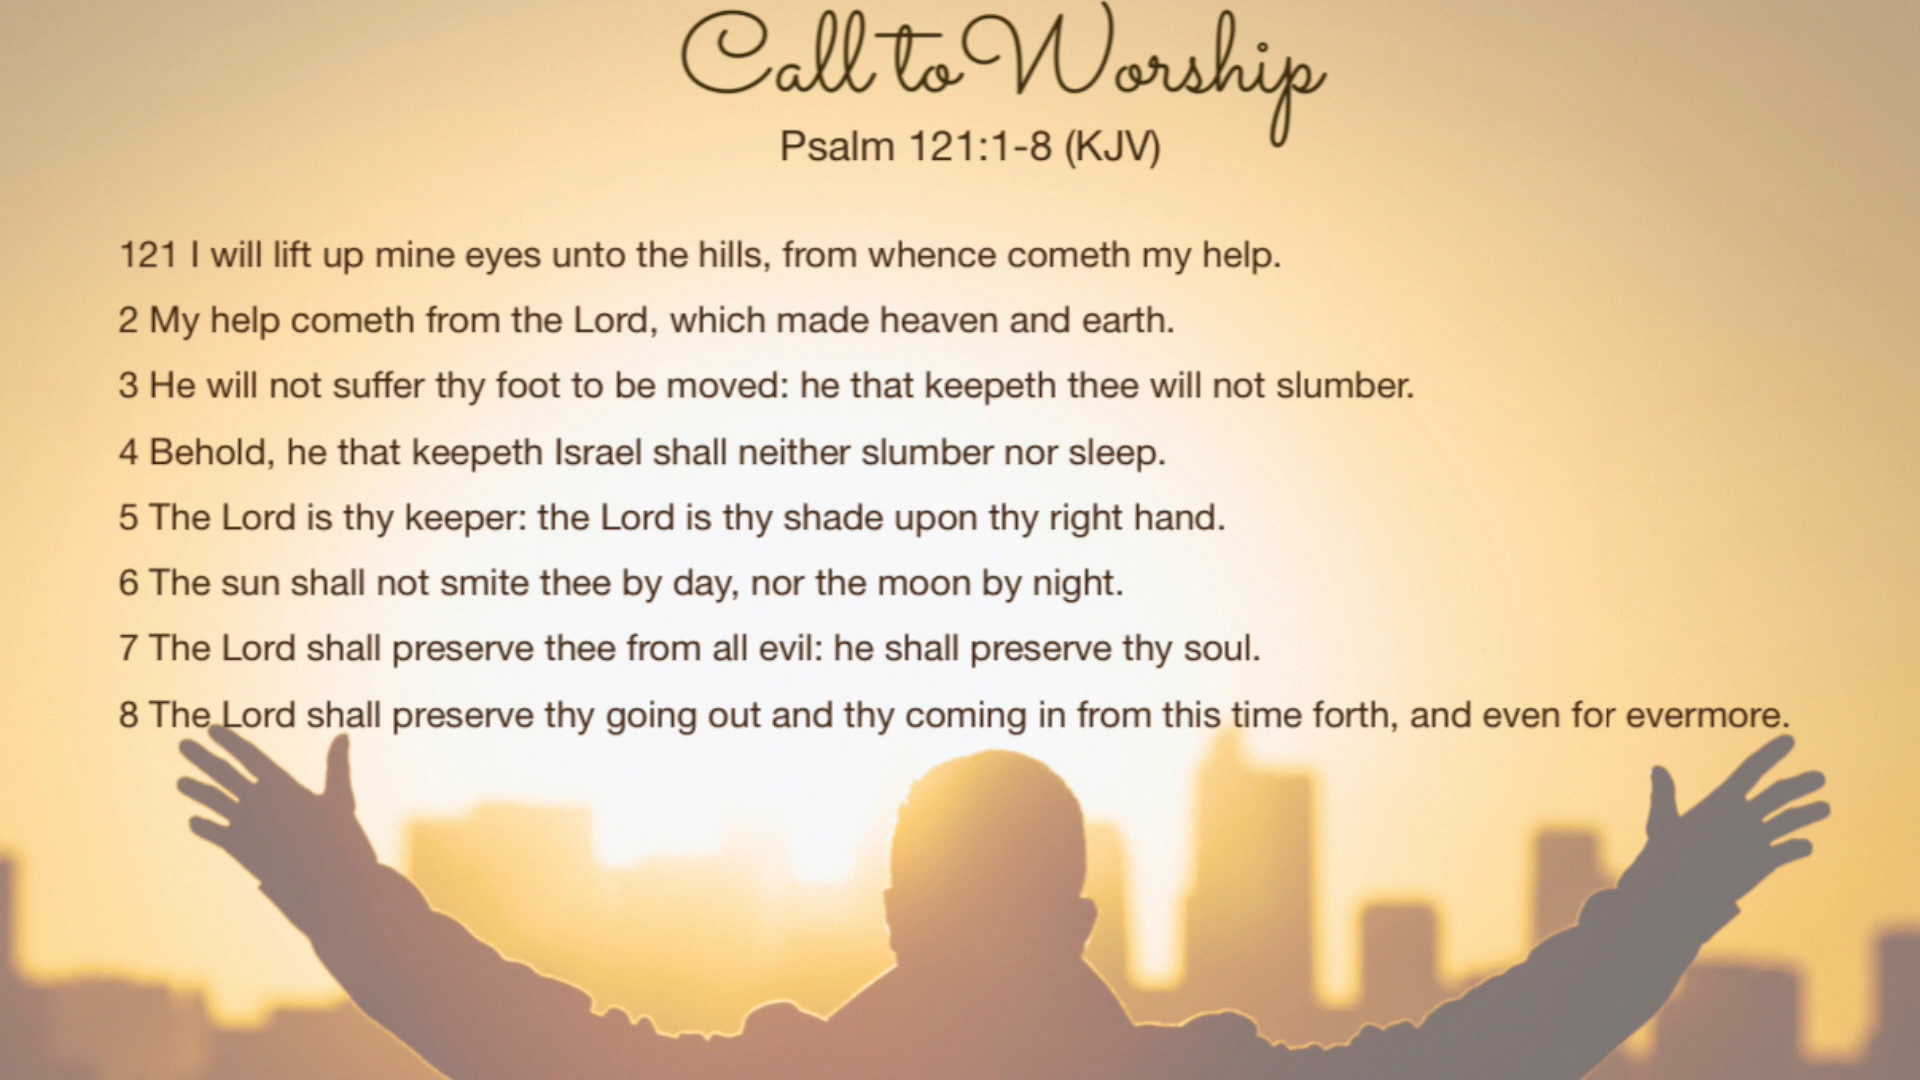 Call to Worship
Psalm 121:1-8 (KJV)
121 I will lift up mine eyes unto the hills, from whence cometh my help.
2 My help cometh from the Lord, which made heaven and earth.
3 He will not suffer thy foot to be moved: he that keepeth thee will not slumber.
4 Behold, he that keepeth Israel shall neither slumber nor sleep.
5 The Lord is thy keeper: the Lord is thy shade upon thy right hand.
6 The sun shall not smite thee by day, nor the moon by night.
7 The Lord shall preserve thee from all evil: he shall preserve thy soul.
8 The Lord shall preserve thy going out and thy coming in from this time forth, and even for evermore.